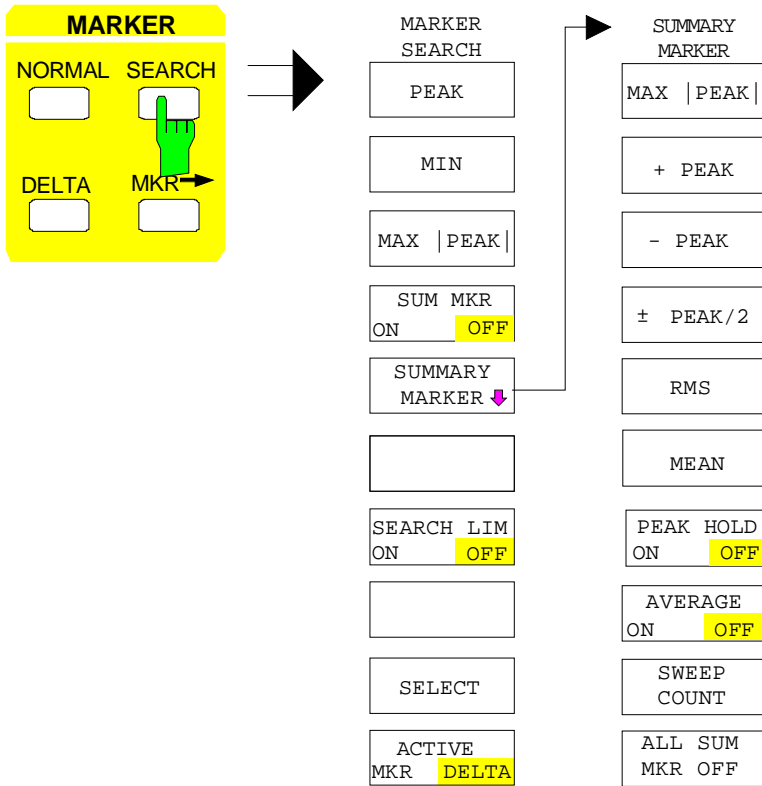 MARKER
NORMAL SEARCH
DELTA MKR
MARKER
SEARCH
PEAK
MIN
MAX |PEAK|
SUM MKR
ON OFF
SUMMARY
MARKER
SEARCH LIM
ON OFF
SELECT
ACTIVE
MKR DELTA
SUMMARY
MARKER
MAX |PEAK|
+ PEAK
- PEAK
± PEAK/2
RMS
MEAN
PEAK HOLD
ON OFF
AVERAGE
ON OFF
SWEEP
COUNT
ALL SUM
MKR OFF